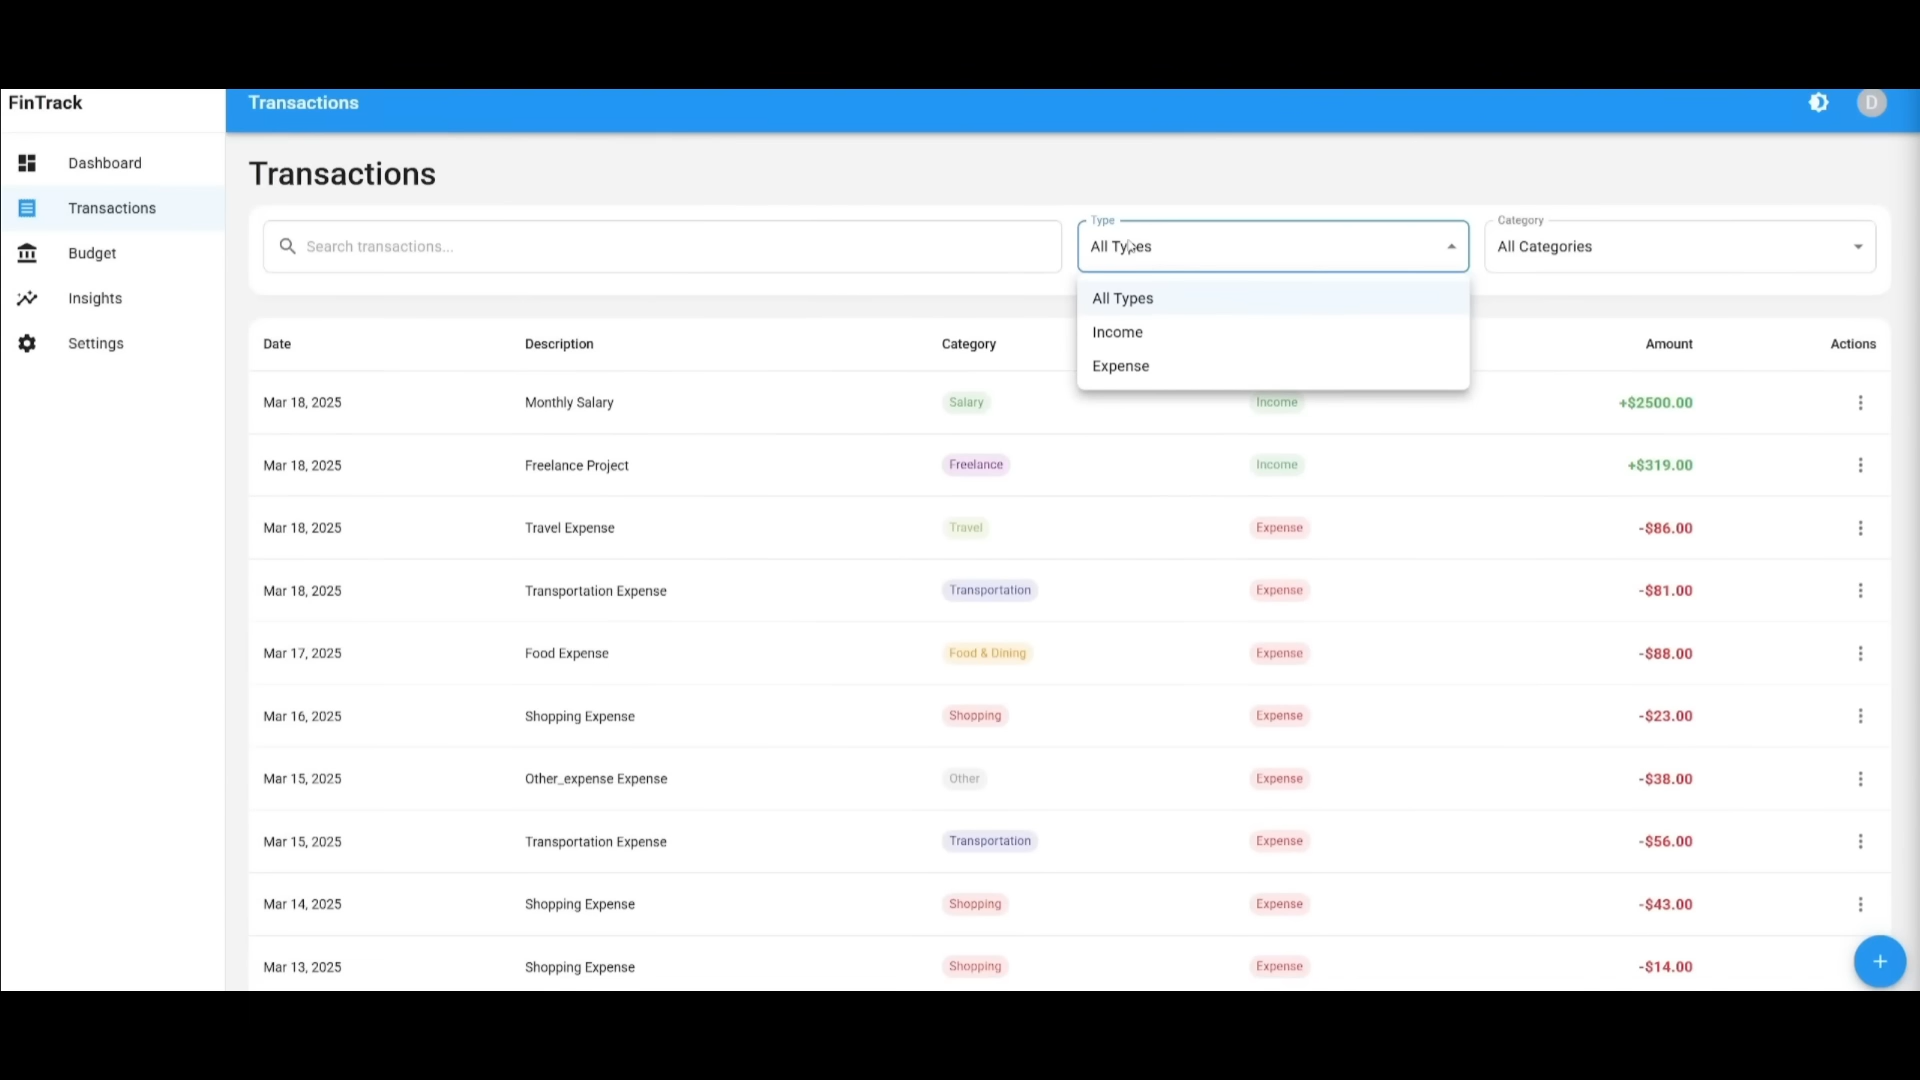 FinTrack
Transactions
D
Dashboard
Transactions
Budget
Insights
Settings
Transactions
Search transactions...
Type
All Types
Category
All Categories
All Types
Income
Expense
Date Description Category Amount Actions
Mar 18, 2025 Monthly Salary Salary Income +$2500.00
Mar 18, 2025 Freelance Project Freelance Income +$319.00
Mar 18, 2025 Travel Expense Travel Expense -$86.00
Mar 18, 2025 Transportation Expense Transportation Expense -$81.00
Mar 17, 2025 Food Expense Food & Dining Expense -$88.00
Mar 16, 2025 Shopping Expense Shopping Expense -$23.00
Mar 15, 2025 Other_expense Expense Other Expense -$38.00
Mar 15, 2025 Transportation Expense Transportation Expense -$56.00
Mar 14, 2025 Shopping Expense Shopping Expense -$43.00
Mar 13, 2025 Shopping Expense Shopping Expense -$14.00